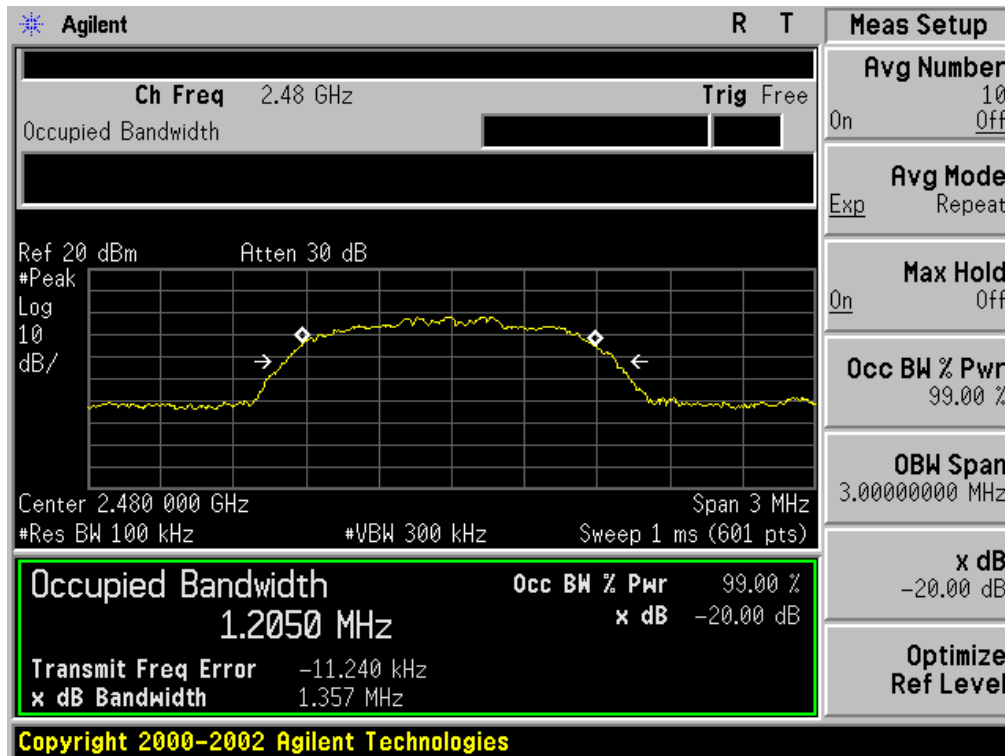 Agilent R T
Ch Freq 2.48 GHz Trig Free
Occupied Bandwidth
Ref 20 dBm Atten 30 dB
#Peak
Log
10
dB/
Center 2.480 000 GHz Span 3 MHz
#Res BW 100 kHz #VBW 300 kHz Sweep 1 ms (601 pts)
Occupied Bandwidth Occ BW % Pwr 99.00 %
1.2050 MHz x dB -20.00 dB
Transmit Freq Error -11.240 kHz
x dB Bandwidth 1.357 MHz
Copyright 2000-2002 Agilent Technologies
Meas Setup
Avg Number
10
On Off
Avg Mode
Exp Repeat
Max Hold
On Off
Occ BW % Pwr
99.00 %
OBW Span
3.00000000 MHz
x dB
-20.00 dB
Optimize
Ref Level